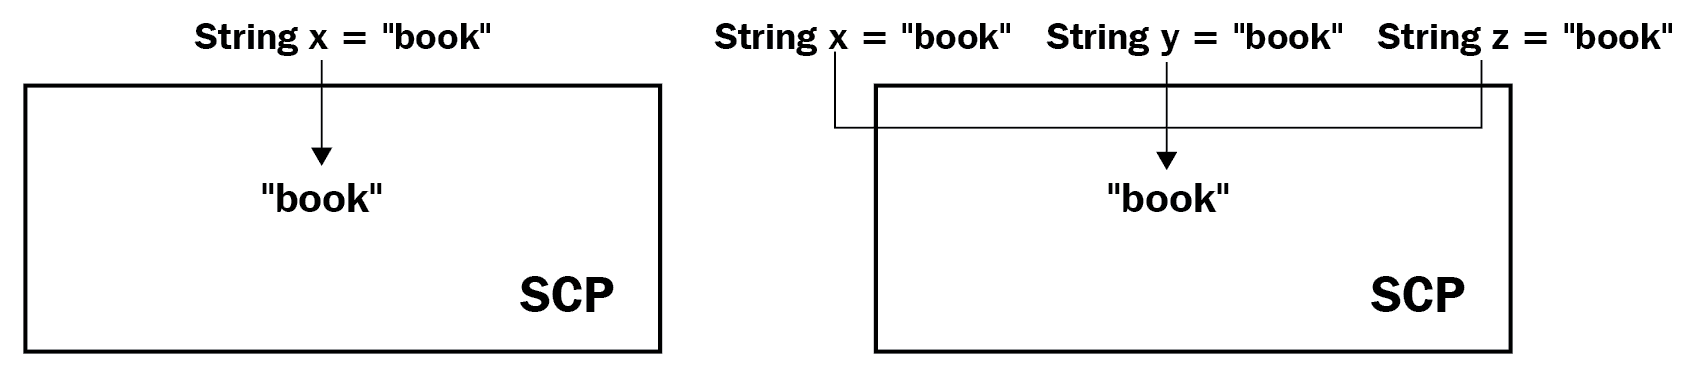 String x = "book"
"book"
SCP
String x = "book" String y = "book" String z = "book"
"book"
SCP